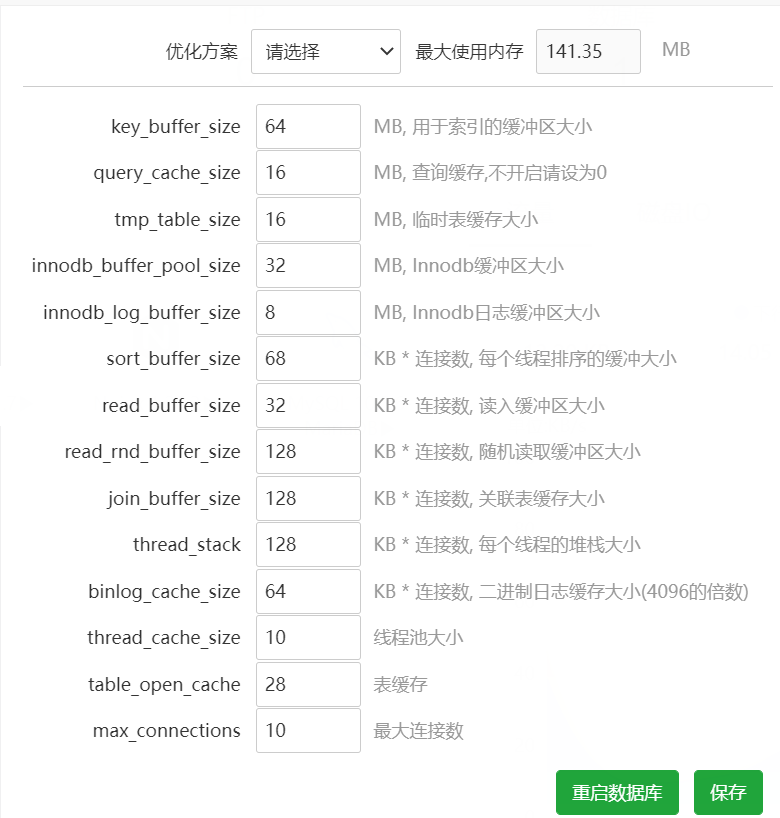 优化方案 请选择 最大使用内存 141.35 MB
key_buffer_size 64 MB, 用于索引的缓冲区大小
query_cache_size 16 MB, 查询缓存,不开启请设为0
tmp_table_size 16 MB, 临时表缓存大小
innodb_buffer_pool_size 32 MB, Innodb缓冲区大小
innodb_log_buffer_size 8 MB, Innodb日志缓冲区大小
sort_buffer_size 68 KB * 连接数, 每个线程排序的缓冲大小
read_buffer_size 32 KB * 连接数, 读入缓冲区大小
read_rnd_buffer_size 128 KB * 连接数, 随机读取缓冲区大小
join_buffer_size 128 KB * 连接数, 关联表缓存大小
thread_stack 128 KB * 连接数, 每个线程的堆栈大小
binlog_cache_size 64 KB * 连接数, 二进制日志缓存大小(4096的倍数)
thread_cache_size 10 线程池大小
table_open_cache 28 表缓存
max_connections 10 最大连接数
重启数据库 保存